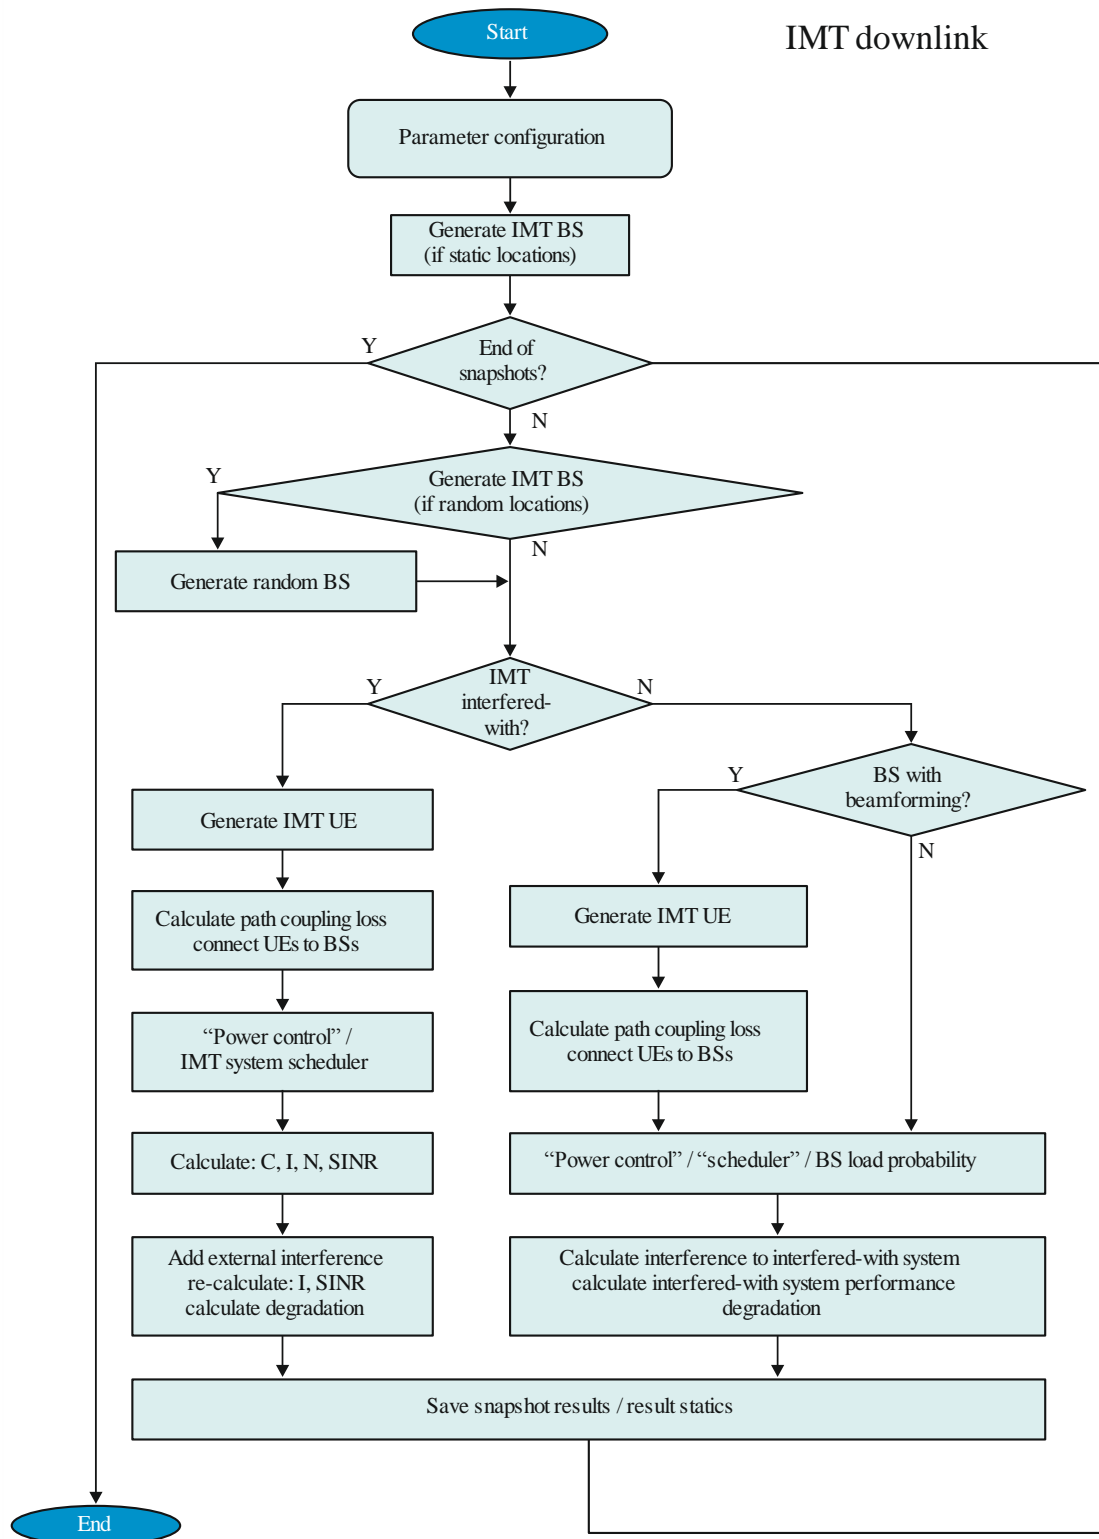 Start
IMT downlink
Parameter configuration
Generate IMT BS
(if static locations)
Y
End of
snapshots?
N
Y
Generate IMT BS
(if random locations)
N
Generate random BS
Y
IMT
interfered-
with?
N
Y
BS with
beamforming?
N
Generate IMT UE
Generate IMT UE
Calculate path coupling loss
connect UEs to BSs
Calculate path coupling loss
connect UEs to BSs
“Power control” /
IMT system scheduler
Calculate: C, I, N, SINR
“Power control” / “scheduler” / BS load probability
Add external interference
re-calculate: I, SINR
calculate degradation
Calculate interference to interfered-with system
calculate interfered-with system performance
degradation
Save snapshot results / result statics
End